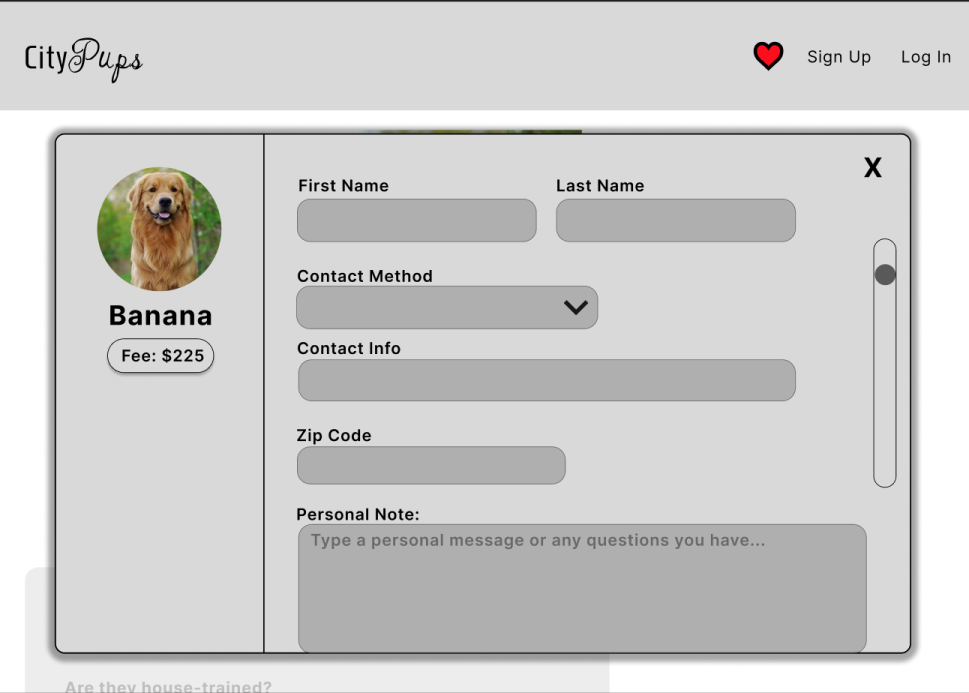 CityPups
Sign Up Log In
X
First Name Last Name
Contact Method
Banana
Contact Info
Fee: $225
Zip Code
Personal Note:
Type a personal message or any questions you have...
Are they house-trained?